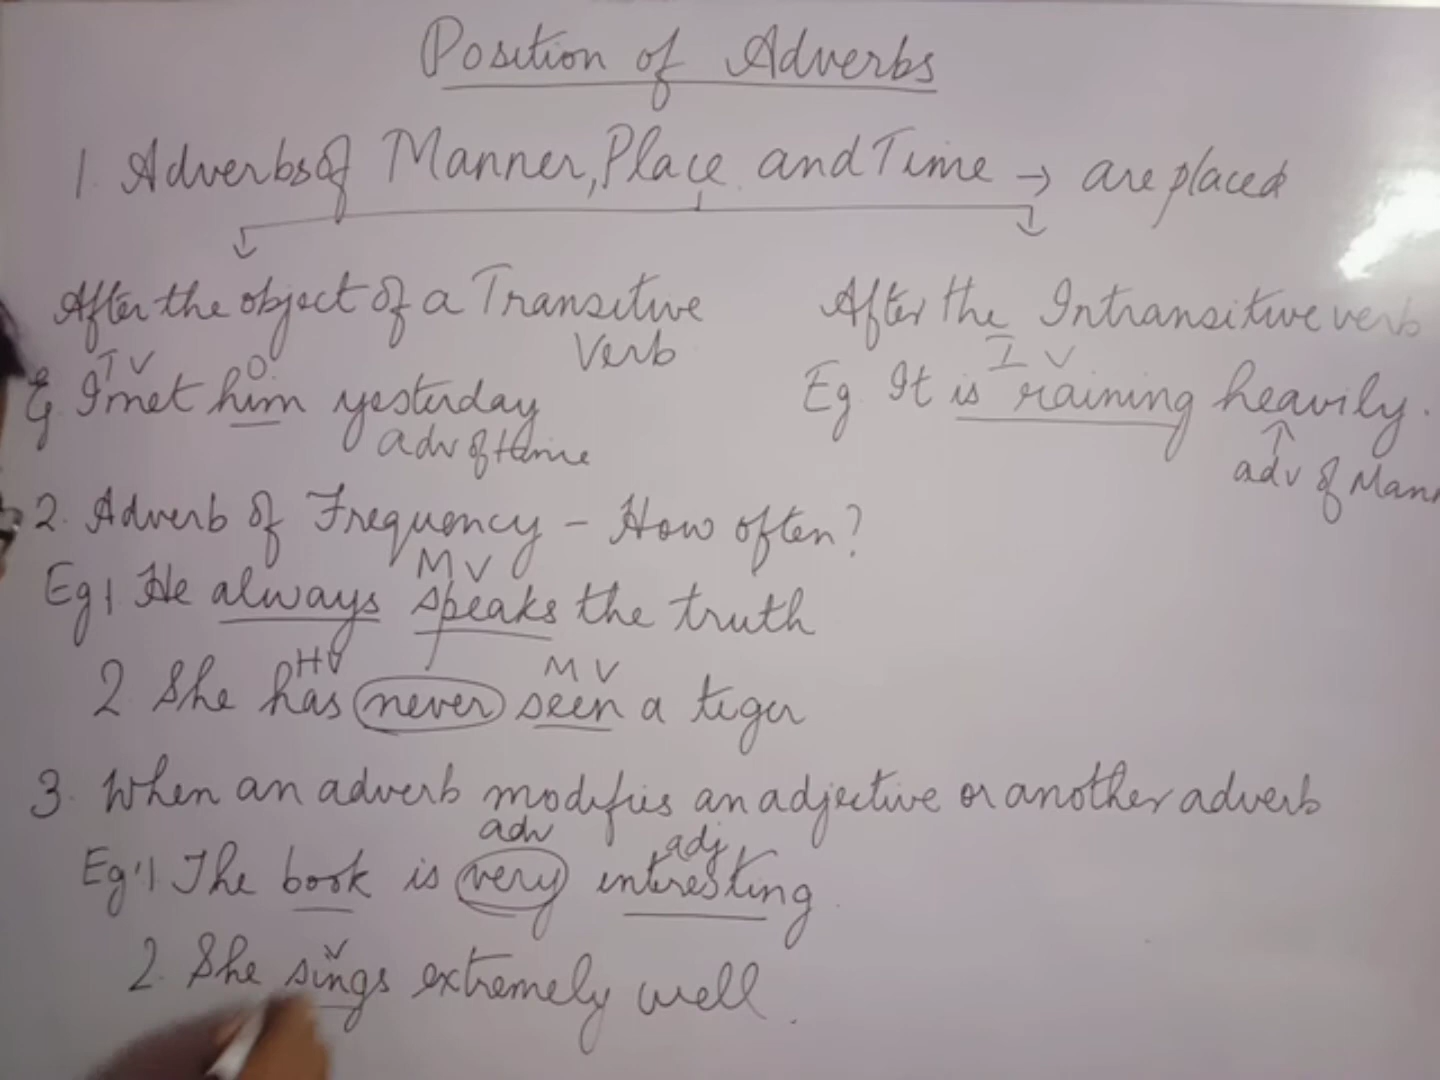 Position of Adverbs
1. Adverbs of Manner, Place and Time → are placed
After the object of a Transitive Verb
After the Intransitive verb
TV O
Eg. I met him yesterday
adv of time
I V
Eg. It is raining heavily.
adv of Mann
2. Adverb of Frequency - How often?
MV
Eg 1 He always speaks the truth
HV MV
2 She has never seen a tiger
3. When an adverb modifies an adjective or another adverb
adv adj
Eg: 1 The book is very interesting.
V
2. She sings extremely well.